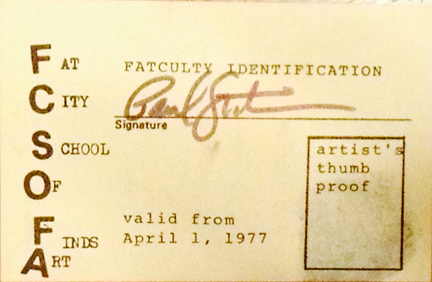 FAT
CITY
SCHOOL
OF
FINDS
ART
FATCULTY IDENTIFICATION
Signature
artist's
thumb
proof
valid from
April 1, 1977